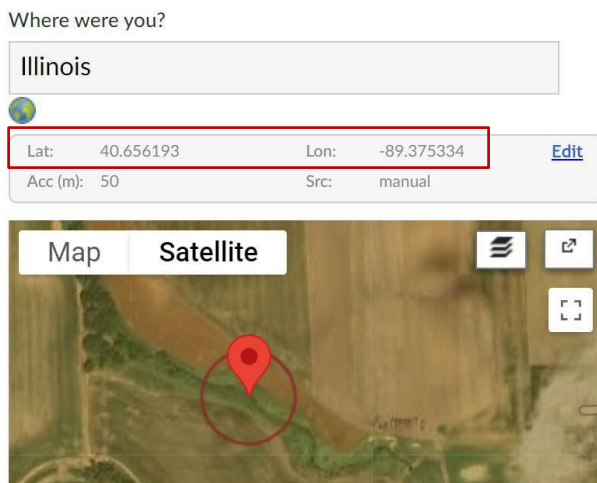 Where were you?
Illinois
Lat: 40.656193 Lon: -89.375334 Edit
Acc (m): 50 Src: manual
Map Satellite